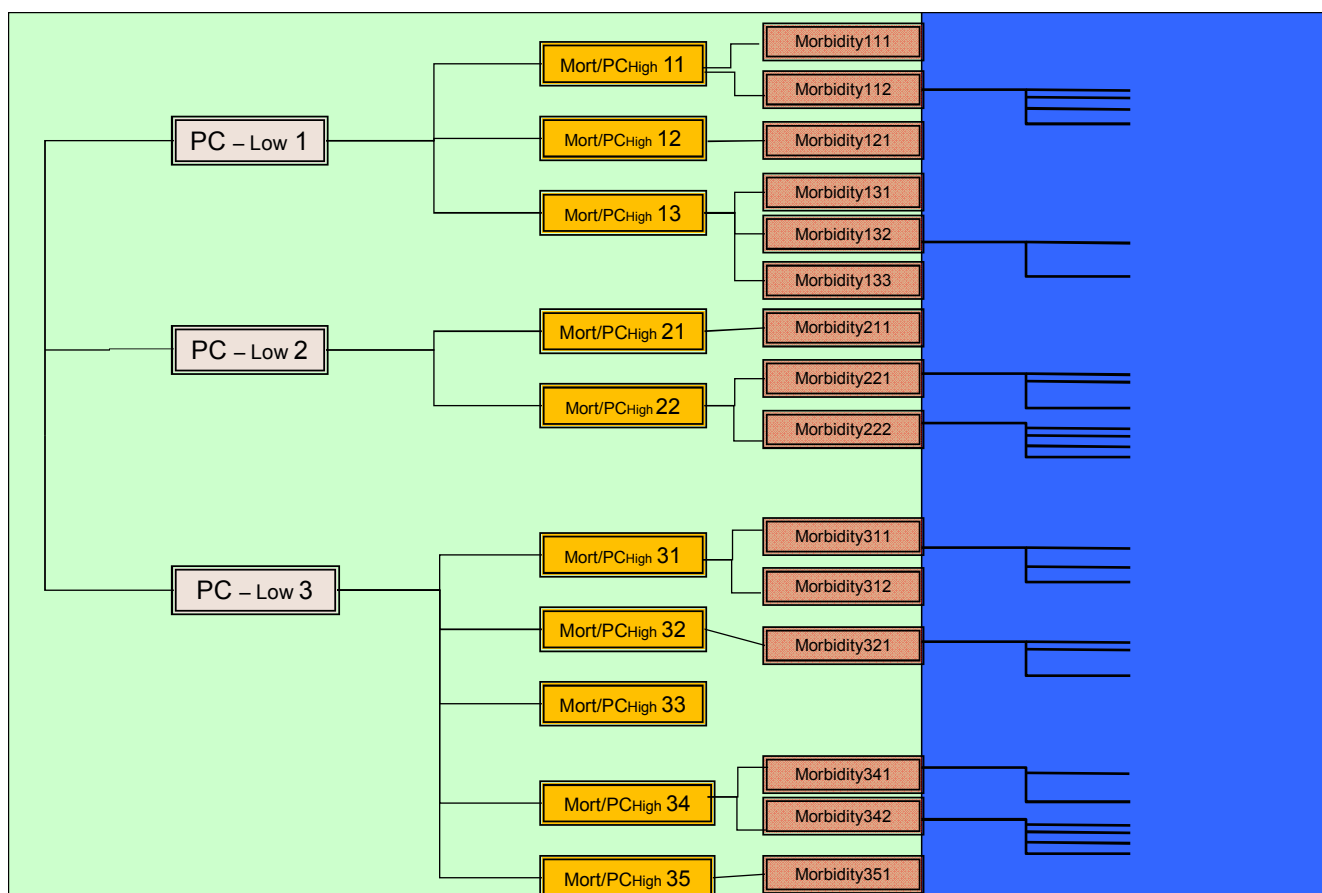 PC – Low 1
PC – Low 2
PC – Low 3
Mort/PCHigh 11
Mort/PCHigh 12
Mort/PCHigh 13
Mort/PCHigh 21
Mort/PCHigh 22
Mort/PCHigh 31
Mort/PCHigh 32
Mort/PCHigh 33
Mort/PCHigh 34
Mort/PCHigh 35
Morbidity111
Morbidity112
Morbidity121
Morbidity131
Morbidity132
Morbidity133
Morbidity211
Morbidity221
Morbidity222
Morbidity311
Morbidity312
Morbidity321
Morbidity341
Morbidity342
Morbidity351